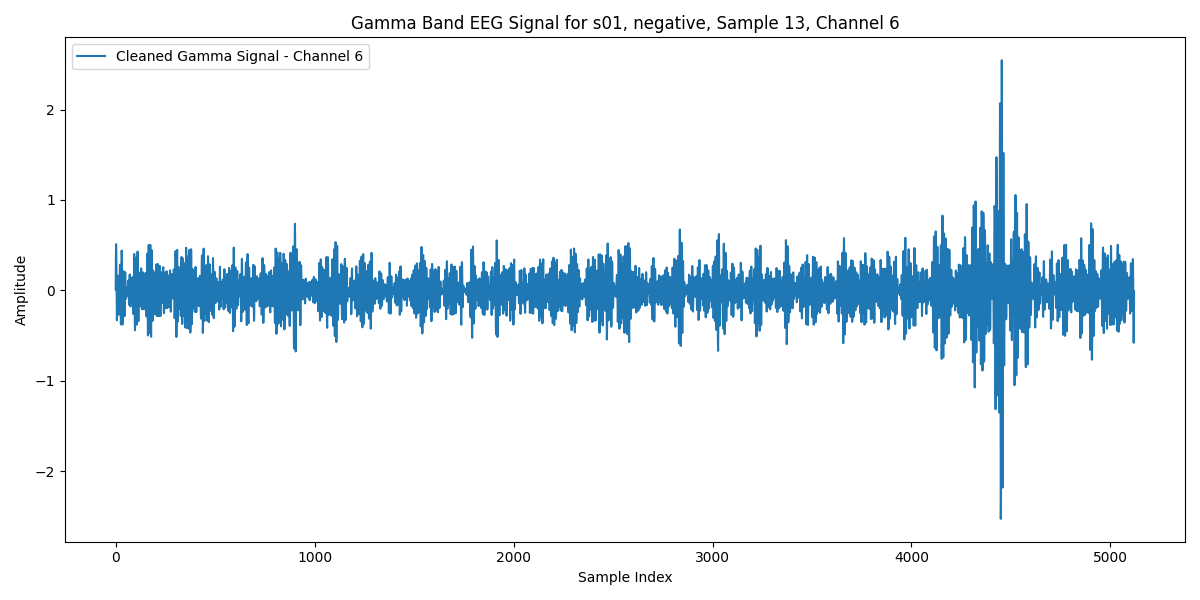 Gamma Band EEG Signal for s01, negative, Sample 13, Channel 6
Cleaned Gamma Signal - Channel 6
2
1
0
−1
−2
Amplitude
0 1000 2000 3000 4000 5000
Sample Index